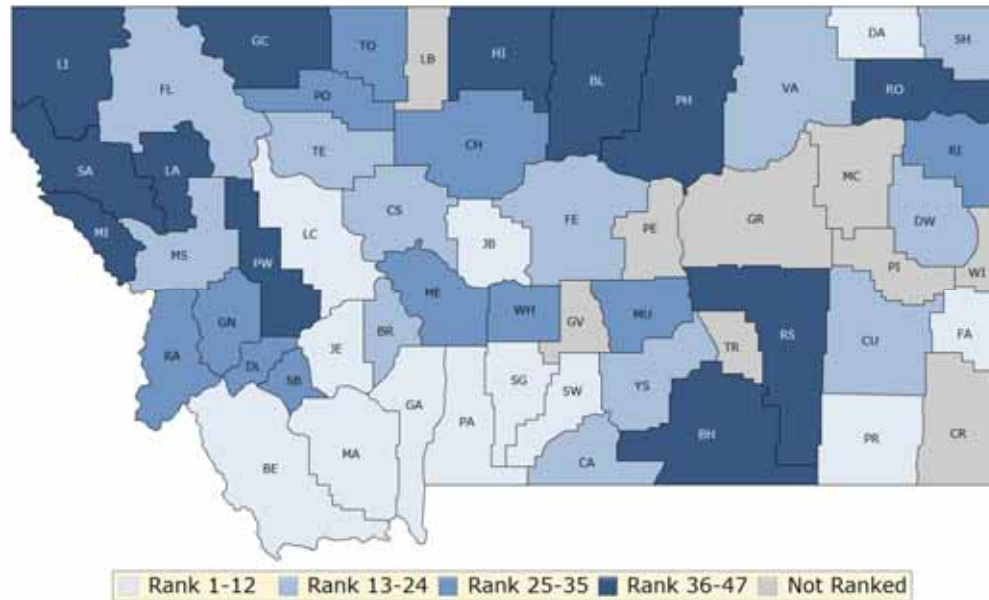 DA
SH
LI
GC
TO
LB
HI
BL
PH
VA
RO
FL
PO
CH
TE
RI
SA
LA
MC
CS
FE
GR
DW
MI
MS
LC
JB
PE
PW
PI
WI
ME
GN
WH
GV
MU
RS
FA
RA
JE
BR
TR
CU
DL
SB
SG
SW
YS
GA
PA
BH
PR
CR
BE
MA
CA
Rank 1-12 Rank 13-24 Rank 25-35 Rank 36-47 Not Ranked